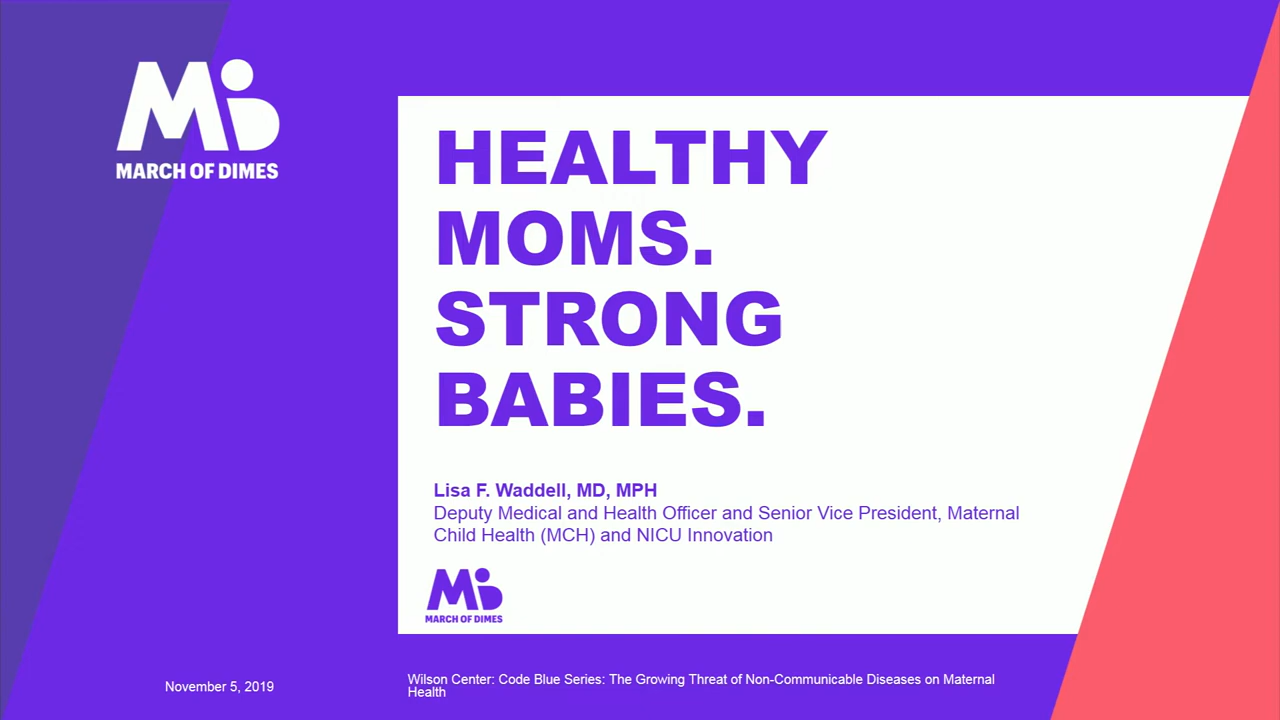 MARCH OF DIMES
HEALTHY
MOMS.
STRONG
BABIES.
Lisa F. Waddell, MD, MPH
Deputy Medical and Health Officer and Senior Vice President, Maternal
Child Health (MCH) and NICU Innovation
MARCH OF DIMES
November 5, 2019
Wilson Center: Code Blue Series: The Growing Threat of Non-Communicable Diseases on Maternal
Health